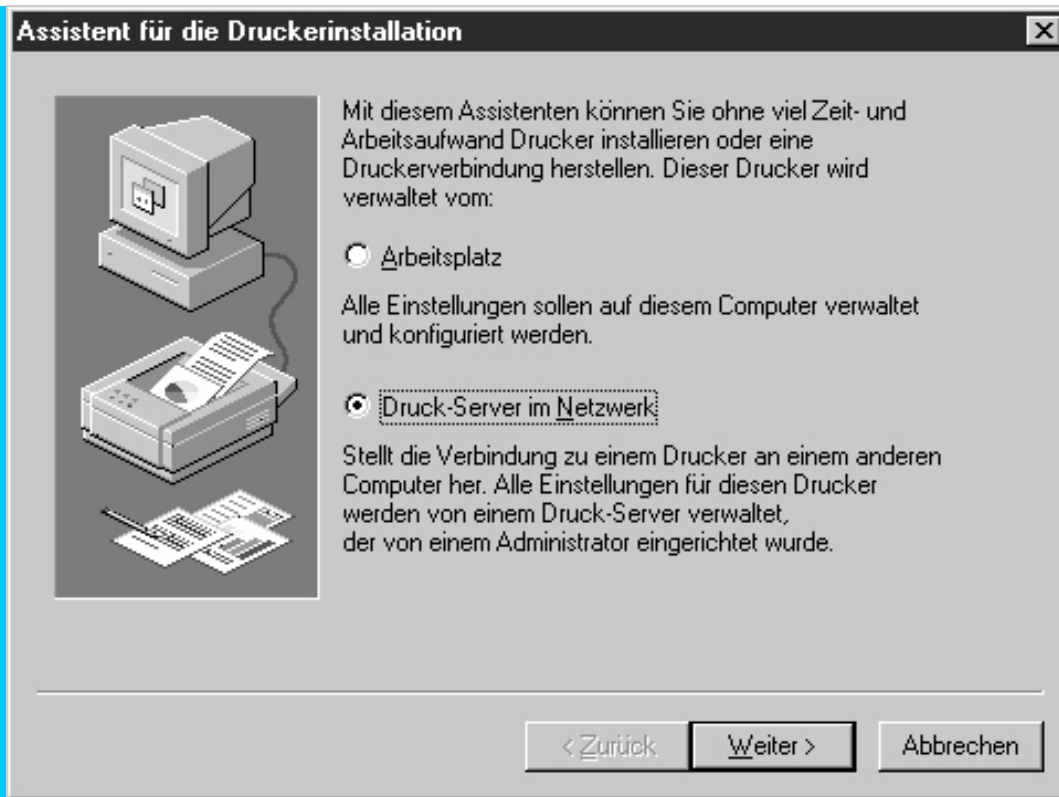 Assistent für die Druckerinstallation
Mit diesem Assistenten können Sie ohne viel Zeit- und
Arbeitsaufwand Drucker installieren oder eine
Druckerverbindung herstellen. Dieser Drucker wird
verwaltet vom:
Arbeitsplatz
Alle Einstellungen sollen auf diesem Computer verwaltet
und konfiguriert werden.
Druck-Server im Netzwerk
Stellt die Verbindung zu einem Drucker an einem anderen
Computer her. Alle Einstellungen für diesen Drucker
werden von einem Druck-Server verwaltet,
der von einem Administrator eingerichtet wurde.
< Zurück Weiter > Abbrechen